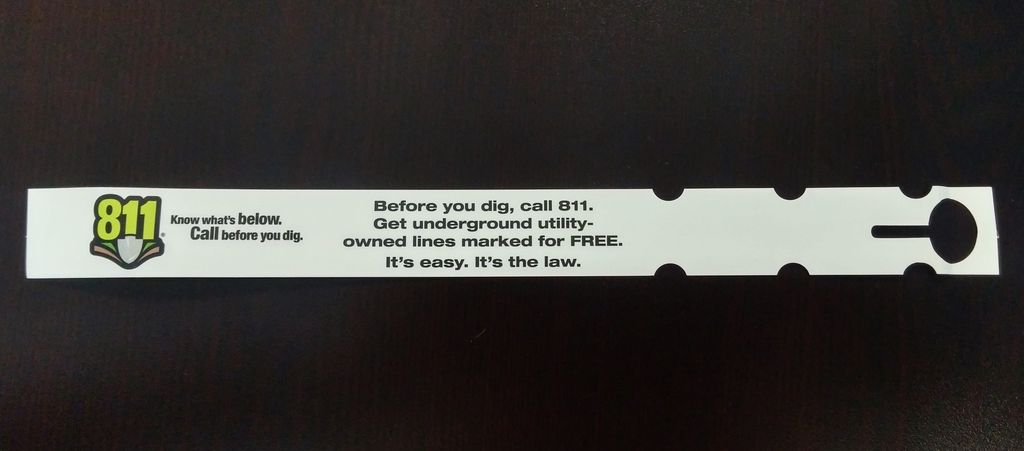 811
Know what's below.
Call before you dig.
Before you dig, call 811.
Get underground utility-
owned lines marked for FREE.
It's easy. It's the law.